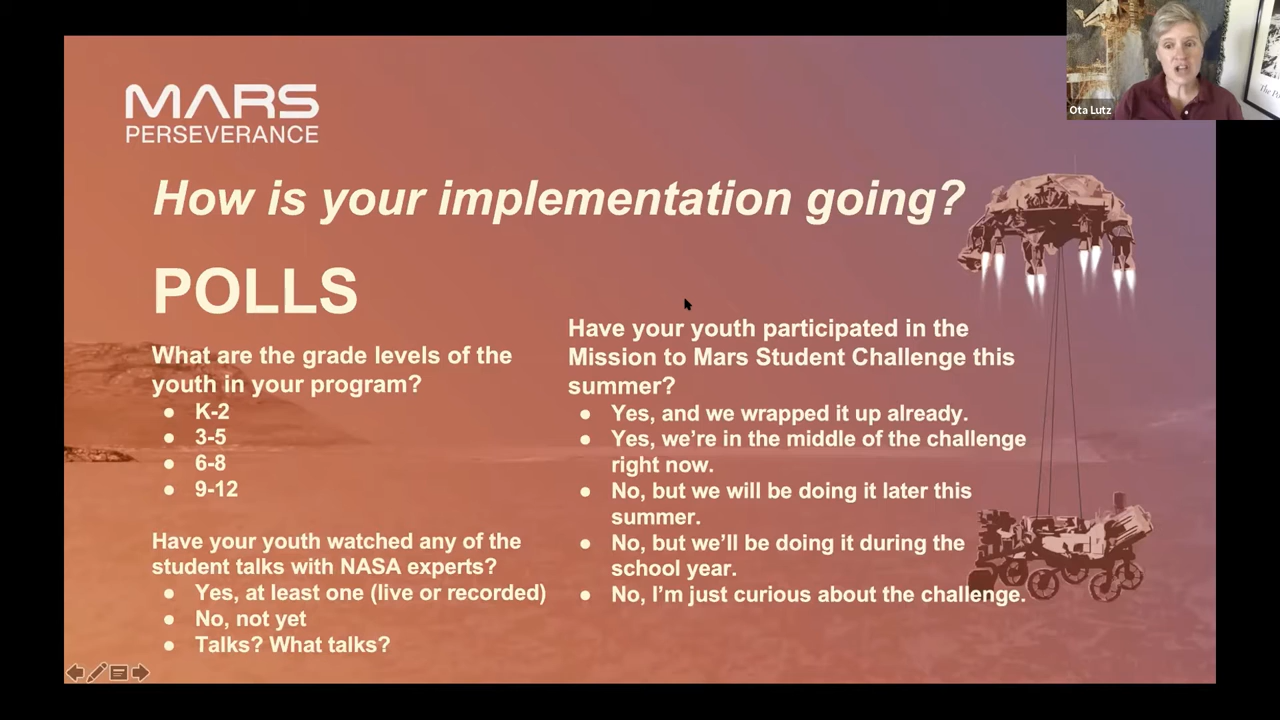 MARS
PERSEVERANCE
How is your implementation going?
POLLS
What are the grade levels of the
youth in your program?
● K-2
● 3-5
● 6-8
● 9-12
Have your youth watched any of the
student talks with NASA experts?
● Yes, at least one (live or recorded)
● No, not yet
● Talks? What talks?
Have your youth participated in the
Mission to Mars Student Challenge this
summer?
● Yes, and we wrapped it up already.
● Yes, we’re in the middle of the challenge
right now.
● No, but we will be doing it later this
summer.
● No, but we’ll be doing it during the
school year.
● No, I’m just curious about the challenge.
Ota Lutz